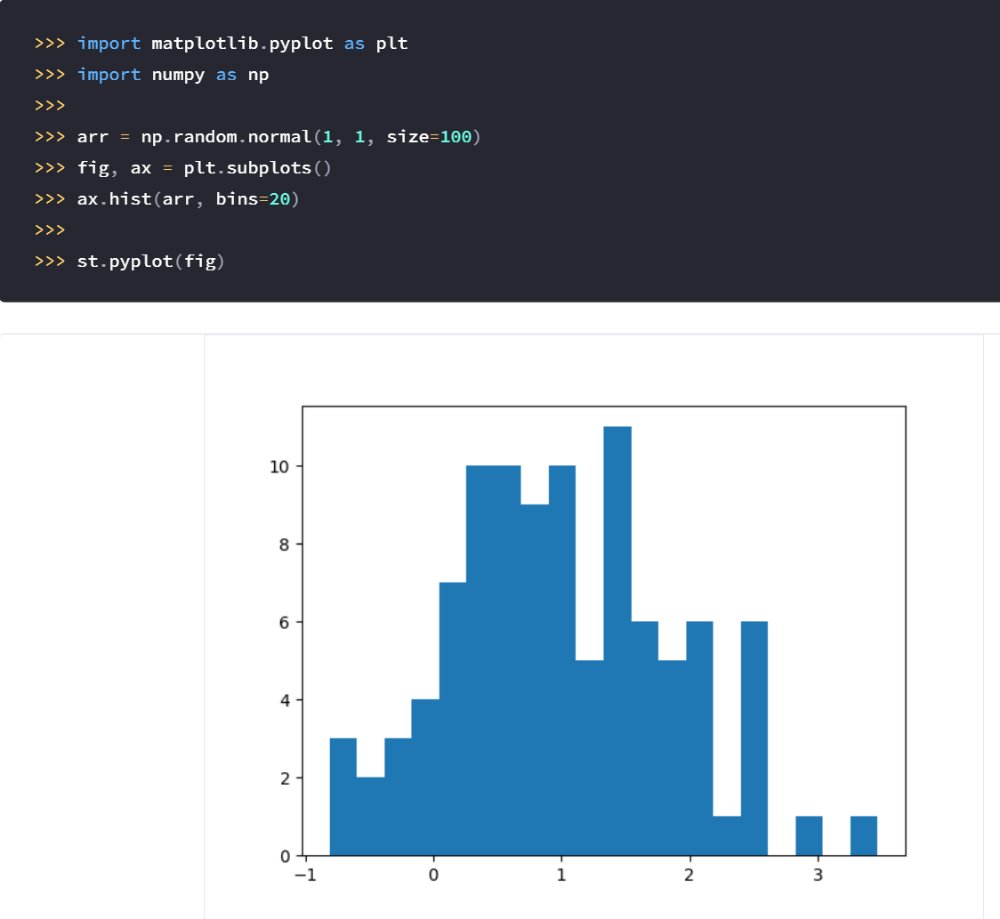 >>> import matplotlib.pyplot as plt
>>> import numpy as np
>>>
>>> arr = np.random.normal(1, 1, size=100)
>>> fig, ax = plt.subplots()
>>> ax.hist(arr, bins=20)
>>>
>>> st.pyplot(fig)
10
8
6
4
2
0
−1 0 1 2 3